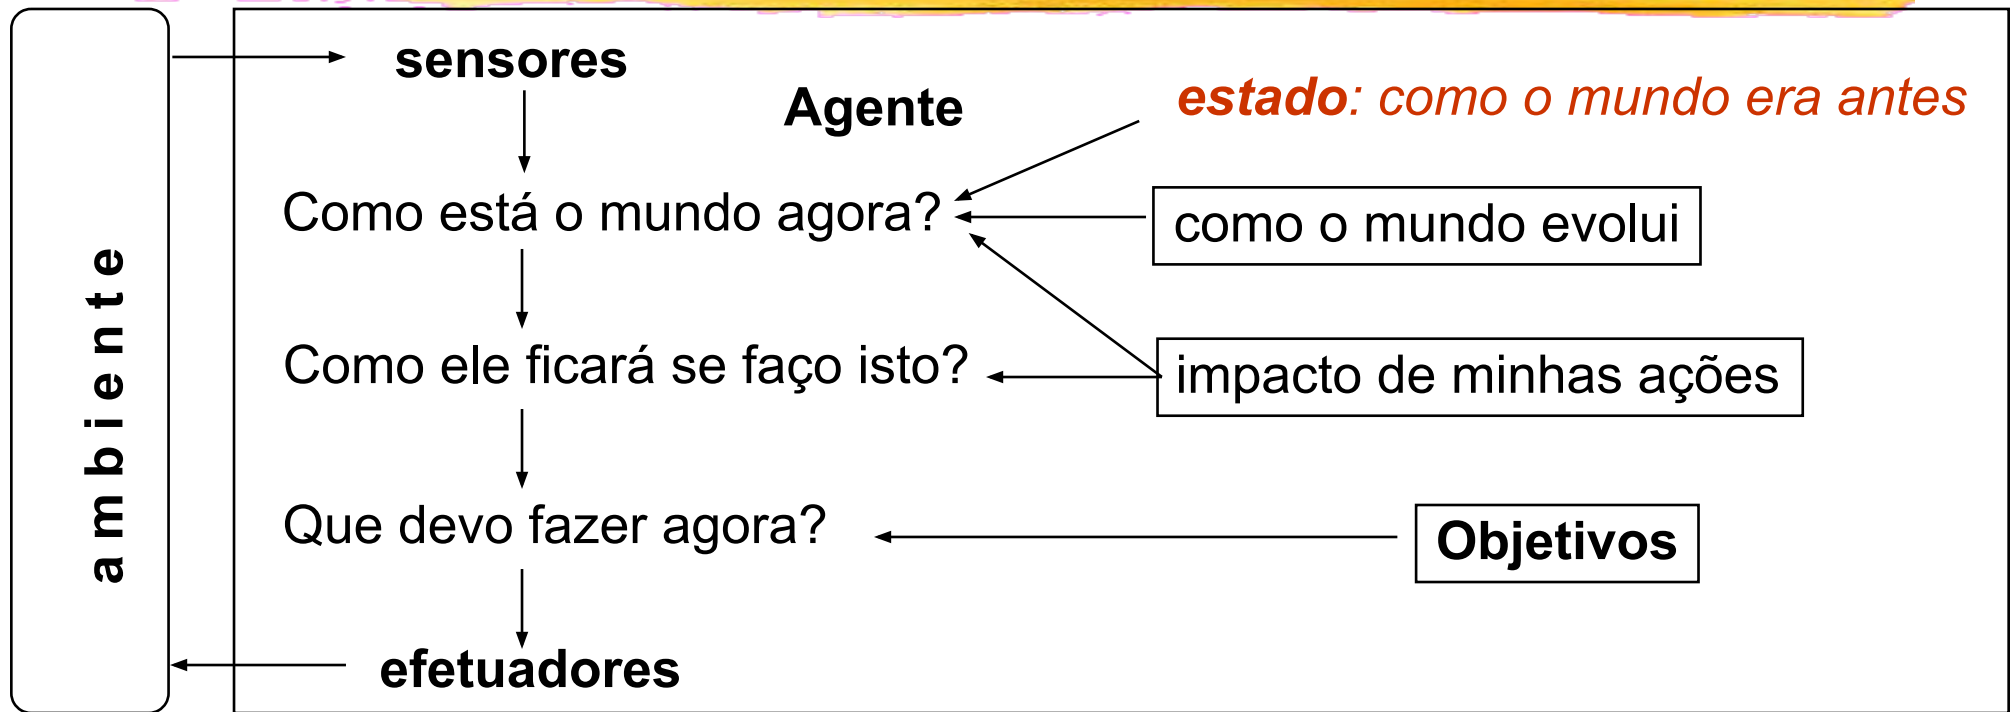 sensores
Agente
estado: como o mundo era antes
Como está o mundo agora?
como o mundo evolui
ambiente
Como ele ficará se faço isto?
impacto de minhas ações
Que devo fazer agora?
Objetivos
efetuadores